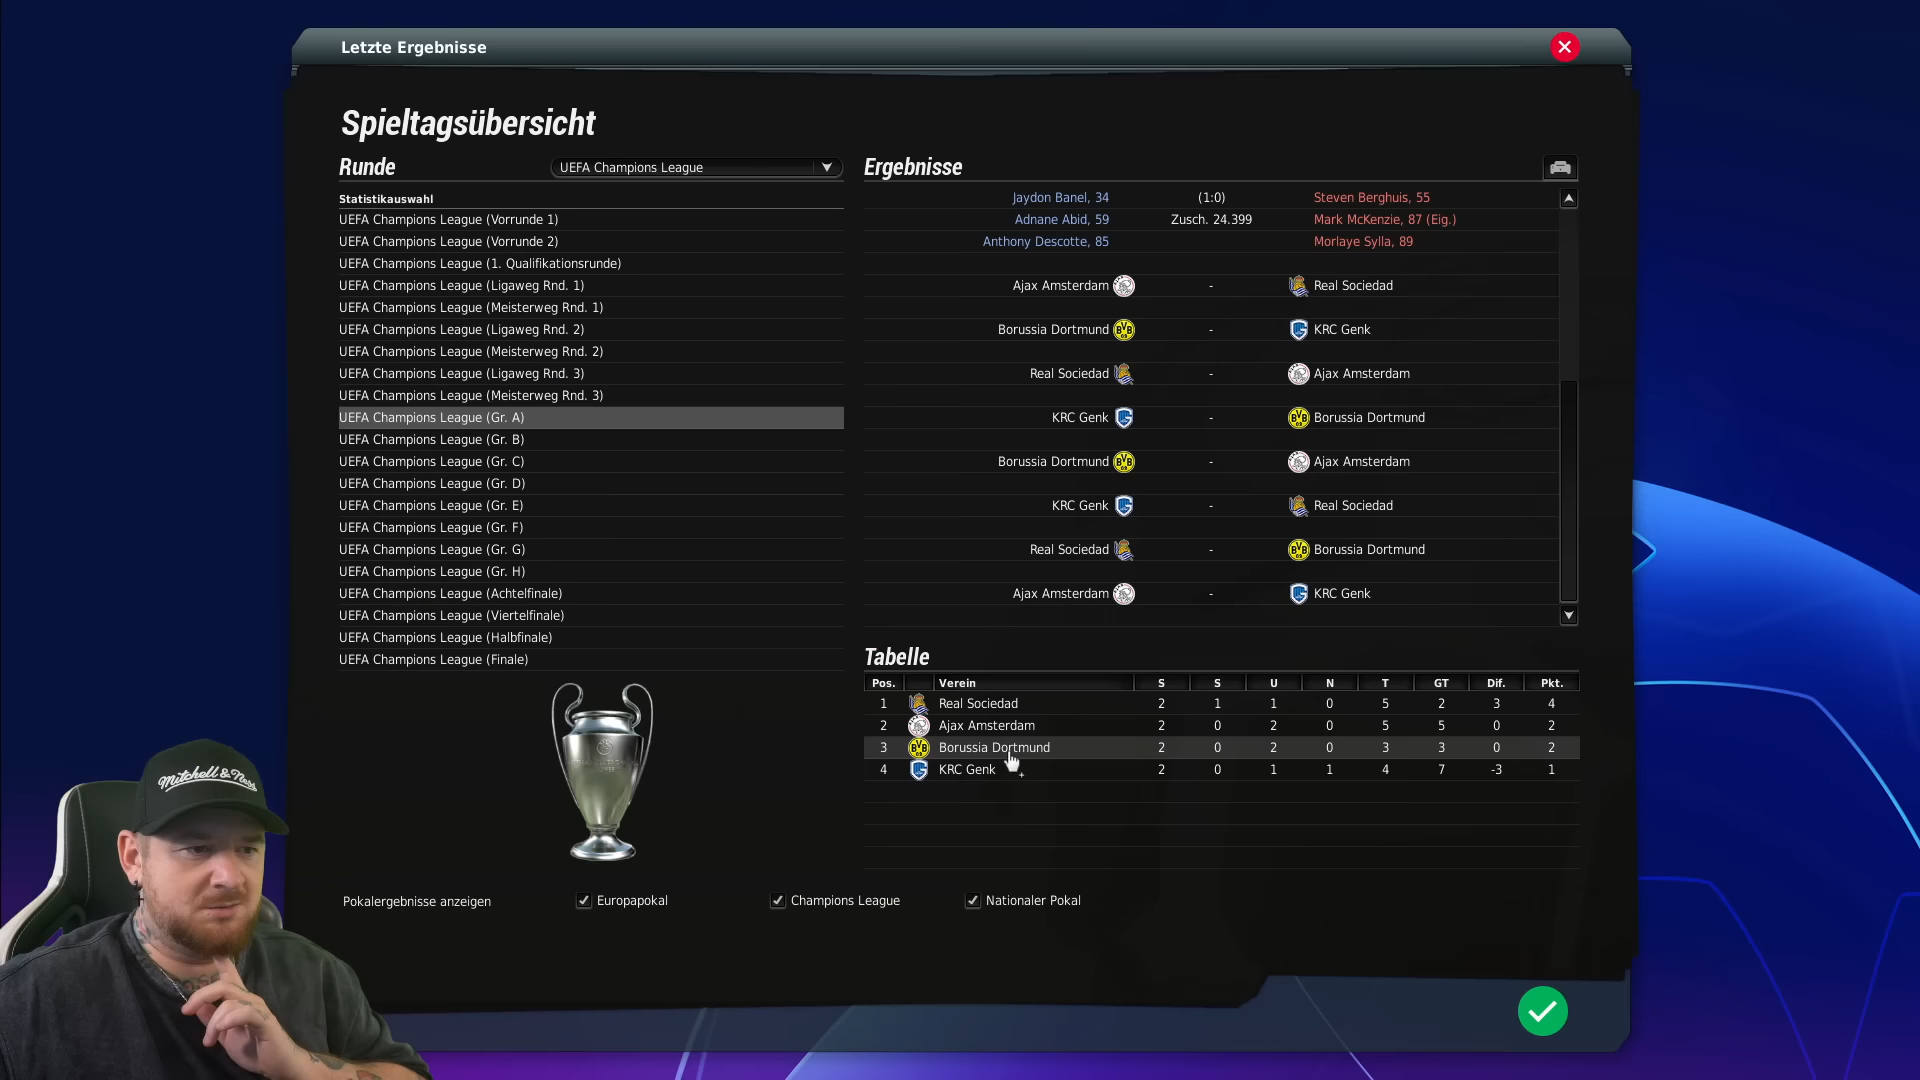 Letzte Ergebnisse
Spieltagsübersicht
Runde
UEFA Champions League
Statistikauswahl
UEFA Champions League (Vorrunde 1)
UEFA Champions League (Vorrunde 2)
UEFA Champions League (1. Qualifikationsrunde)
UEFA Champions League (Ligaweg Rnd. 1)
UEFA Champions League (Meisterweg Rnd. 1)
UEFA Champions League (Ligaweg Rnd. 2)
UEFA Champions League (Meisterweg Rnd. 2)
UEFA Champions League (Ligaweg Rnd. 3)
UEFA Champions League (Meisterweg Rnd. 3)
UEFA Champions League (Gr. A)
UEFA Champions League (Gr. B)
UEFA Champions League (Gr. C)
UEFA Champions League (Gr. D)
UEFA Champions League (Gr. E)
UEFA Champions League (Gr. F)
UEFA Champions League (Gr. G)
UEFA Champions League (Gr. H)
UEFA Champions League (Achtelfinale)
UEFA Champions League (Viertelfinale)
UEFA Champions League (Halbfinale)
UEFA Champions League (Finale)
Ergebnisse
Jaydon Banel, 34 (1:0) Steven Berghuis, 55
Adnane Abid, 59 Zusch. 24.399 Mark McKenzie, 87 (Eig.)
Anthony Descotte, 85 Morlaye Sylla, 89
Ajax Amsterdam - Real Sociedad
Borussia Dortmund BVB - KRC Genk
Real Sociedad - Ajax Amsterdam
KRC Genk - BVB Borussia Dortmund
Borussia Dortmund BVB - Ajax Amsterdam
KRC Genk - Real Sociedad
Real Sociedad - BVB Borussia Dortmund
Ajax Amsterdam - KRC Genk
Tabelle
Pos. Verein S S U N T GT Dif. Pkt.
1 Real Sociedad 2 1 1 0 5 2 3 4
2 Ajax Amsterdam 2 0 2 0 5 5 0 2
3 BVB Borussia Dortmund 2 0 2 0 3 3 0 2
4 KRC Genk 2 0 1 1 4 7 -3 1
Pokalergebnisse anzeigen Europapokal Champions League Nationaler Pokal
Mitchell & Ness